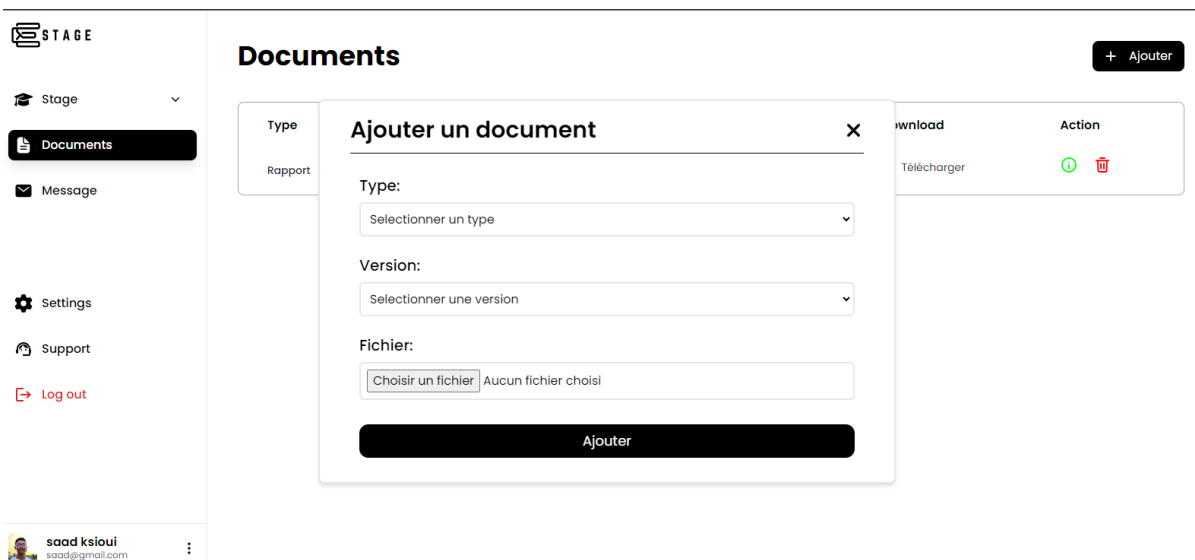 STAGE
Stage
Documents
Message
Settings
Support
Log out
saad ksioui
saad@gmail.com
Documents
+ Ajouter
Type
wnload
Action
Rapport
Télécharger
Ajouter un document
Type:
Selectionner un type
Version:
Selectionner une version
Fichier:
Choisir un fichier Aucun fichier choisi
Ajouter